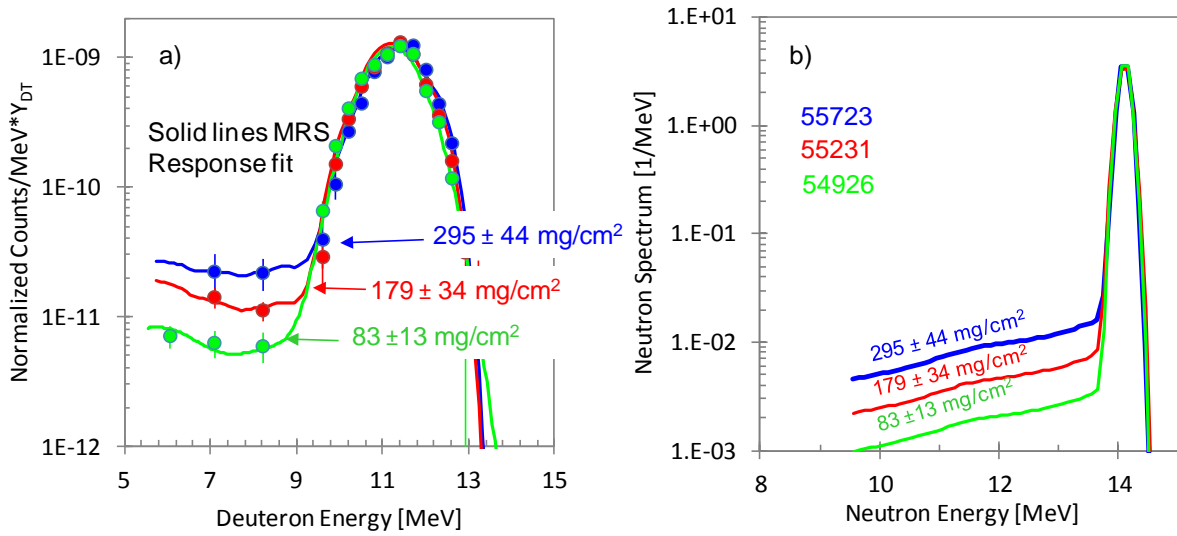 a)
Normalized Counts/MeV*Y_DT
1E-09
1E-10
1E-11
1E-12
Solid lines MRS
Response fit
295 ± 44 mg/cm²
179 ± 34 mg/cm²
83 ±13 mg/cm²
5 7 9 11 13 15
Deuteron Energy [MeV]
b)
Neutron Spectrum [1/MeV]
1.E+01
1.E+00
1.E-01
1.E-02
1.E-03
55723
55231
54926
295 ± 44 mg/cm²
179 ± 34 mg/cm²
83 ±13 mg/cm²
8 10 12 14
Neutron Energy [MeV]